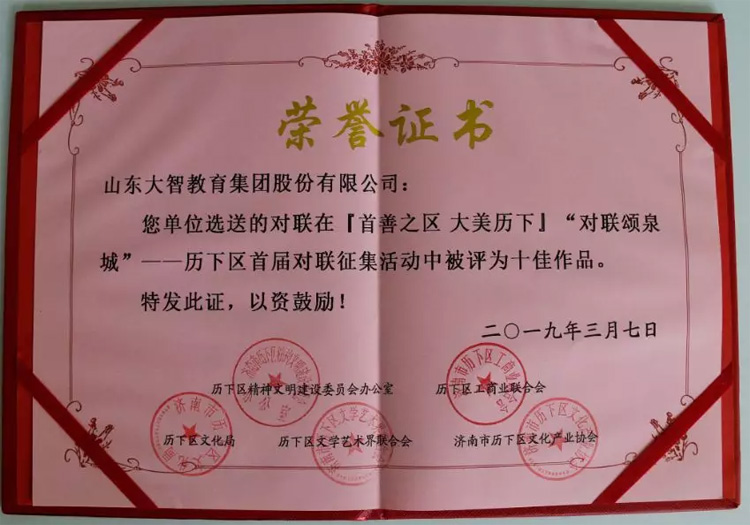 荣誉证书
山东大智教育集团股份有限公司：
您单位选送的对联在『首善之区 大美历下』“对联颂泉
城”——历下区首届对联征集活动中被评为十佳作品。
特发此证，以资鼓励！
二〇一九年三月七日
历下区精神文明建设委员会办公室
历下区工商业联合会
历下区文化局
历下区文学艺术界联合会
济南市历下区文化产业协会